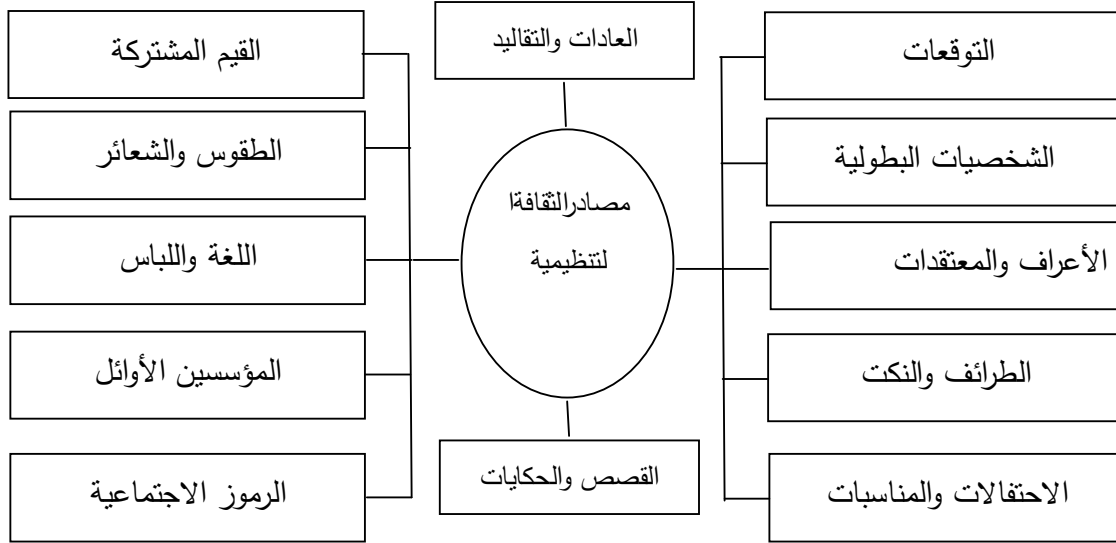 العادات والتقاليد
التوقعات
القيم المشتركة
الشخصيات البطولية
الطقوس والشعائر
مصادرالثقافةا
لتنظيمية
الأعراف والمعتقدات
اللغة واللباس
الطرائف والنكت
المؤسسين الأوائل
القصص والحكايات
الاحتفالات والمناسبات
الرموز الاجتماعية